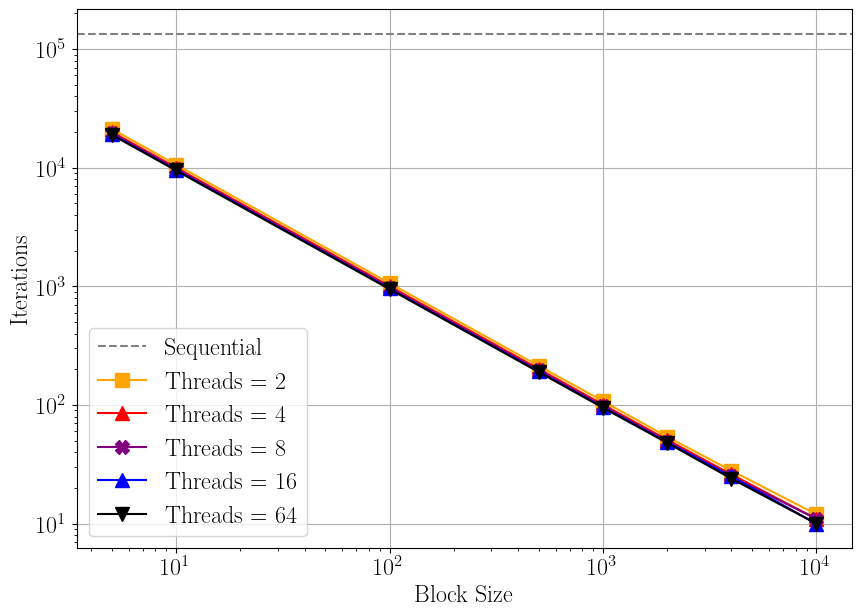 10^5
10^4
10^3
10^2
10^1
Iterations
Sequential
Threads = 2
Threads = 4
Threads = 8
Threads = 16
Threads = 64
10^1
10^2
10^3
10^4
Block Size